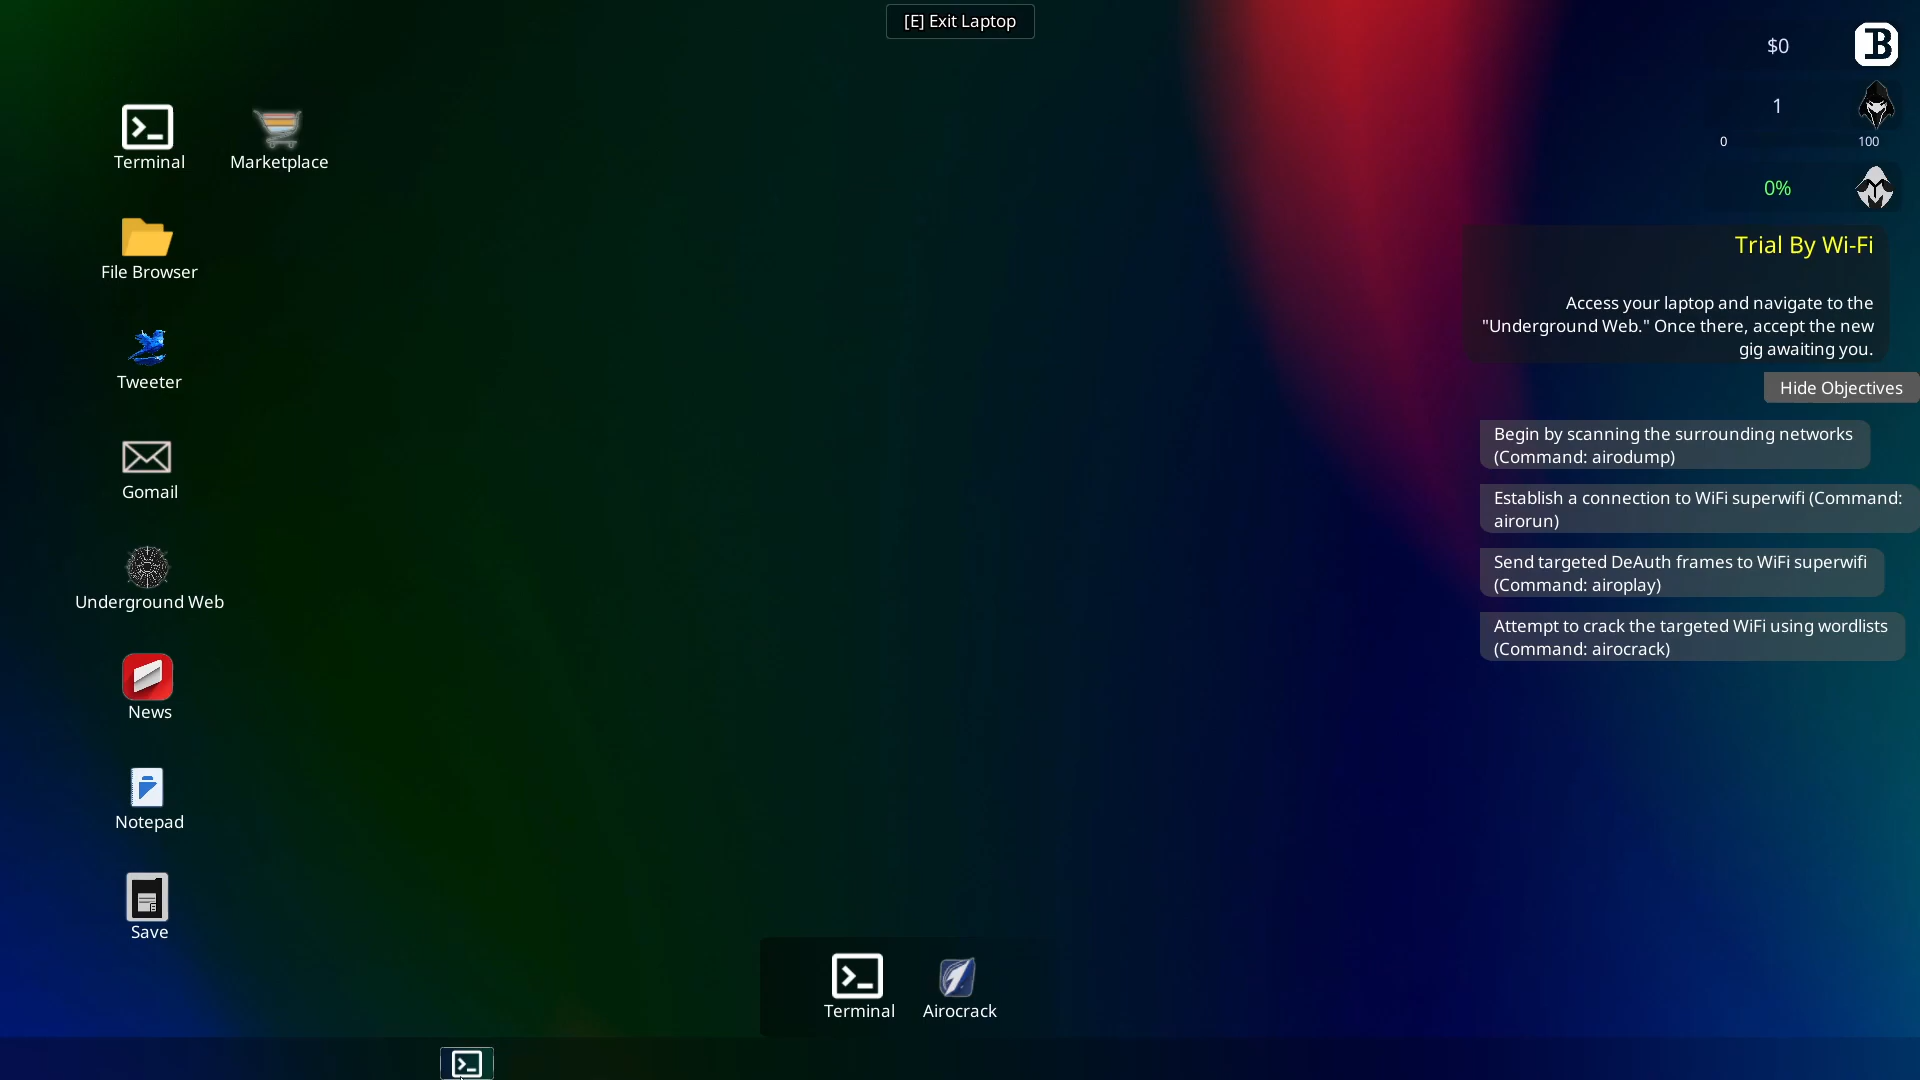 [E] Exit Laptop
$0
1
0
100
0%
Terminal
Marketplace
File Browser
Tweeter
Gomail
Underground Web
News
Notepad
Save
Trial By Wi-Fi
Access your laptop and navigate to the
"Underground Web." Once there, accept the new
gig awaiting you.
Hide Objectives
Begin by scanning the surrounding networks
(Command: airodump)
Establish a connection to WiFi superwifi (Command:
airorun)
Send targeted DeAuth frames to WiFi superwifi
(Command: airoplay)
Attempt to crack the targeted WiFi using wordlists
(Command: airocrack)
Terminal
Airocrack